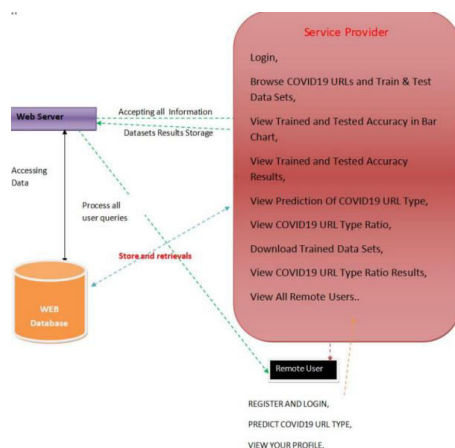 ..
Service Provider
Login,
Browse COVID19 URLs and Train & Test
Data Sets,
View Trained and Tested Accuracy in Bar
Chart,
View Trained and Tested Accuracy
Results,
View Prediction Of COVID19 URL Type,
View COVID19 URL Type Ratio,
Download Trained Data Sets,
View COVID19 URL Type Ratio Results,
View All Remote Users..
Web Server
Accepting all Information
Datasets Results Storage
Accessing
Data
Process all
user queries
Store and retrievals
WEB
Database
Remote User
REGISTER AND LOGIN,
PREDICT COVID19 URL TYPE,
VIEW YOUR PROFILE.